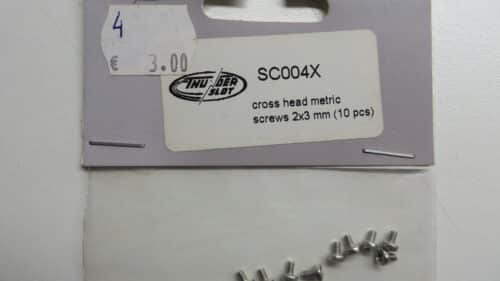 4
€ 3.00
THUNDER
SLOT
SC004X
cross head metric
screws 2x3 mm (10 pcs)